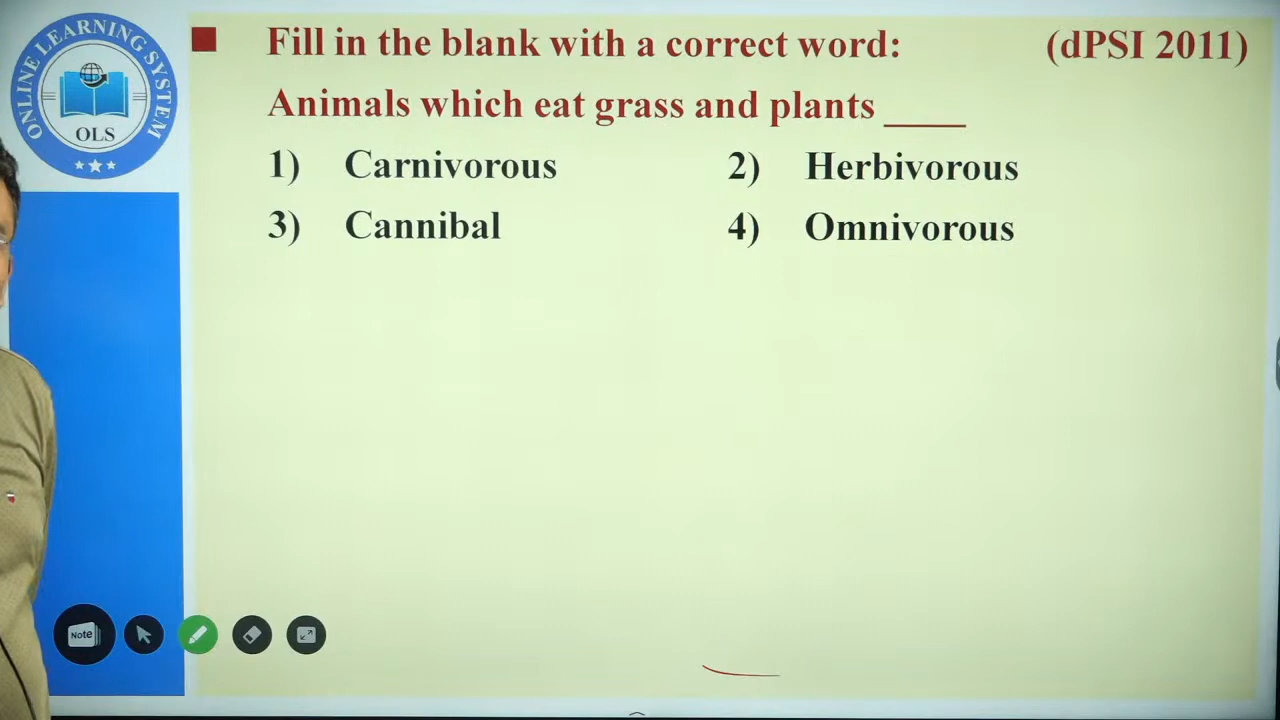 ONLINE LEARNING SYSTEM
OLS
Fill in the blank with a correct word: (dPSI 2011)
Animals which eat grass and plants _____
1) Carnivorous 2) Herbivorous
3) Cannibal 4) Omnivorous
Note